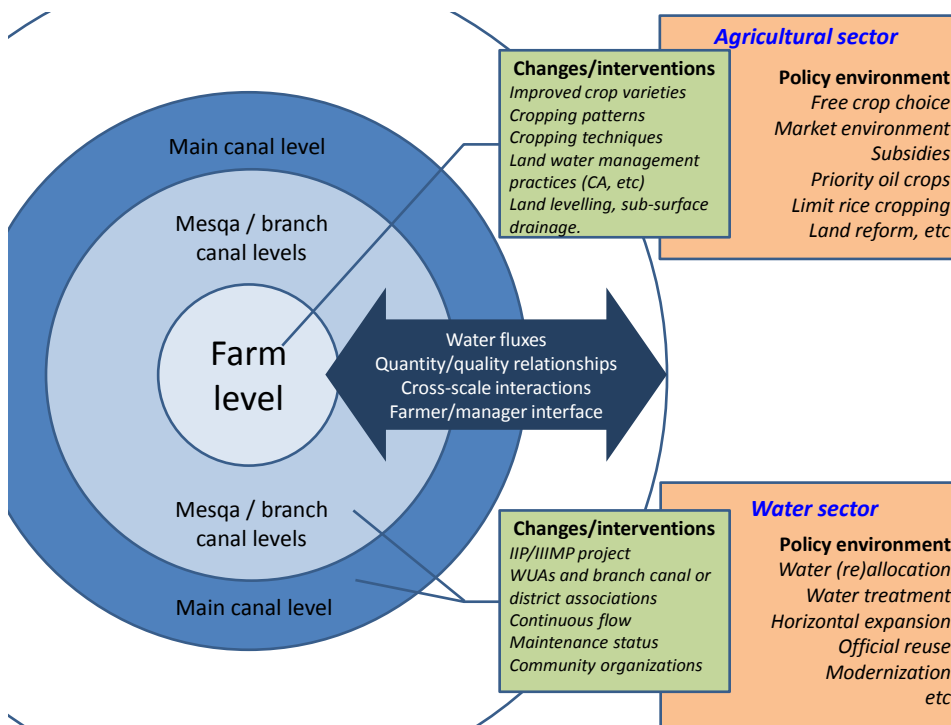 Agricultural sector
Policy environment
Free crop choice
Market environment
Subsidies
Priority oil crops
Limit rice cropping
Land reform, etc
Changes/interventions
Improved crop varieties
Cropping patterns
Cropping techniques
Land water management
practices (CA, etc)
Land levelling, sub-surface
drainage.
Main canal level
Mesqa / branch
canal levels
Farm
level
Water fluxes
Quantity/quality relationships
Cross-scale interactions
Farmer/manager interface
Mesqa / branch
canal levels
Main canal level
Changes/interventions
IIP/IIIMP project
WUAs and branch canal or
district associations
Continuous flow
Maintenance status
Community organizations
Water sector
Policy environment
Water (re)allocation
Water treatment
Horizontal expansion
Official reuse
Modernization
etc